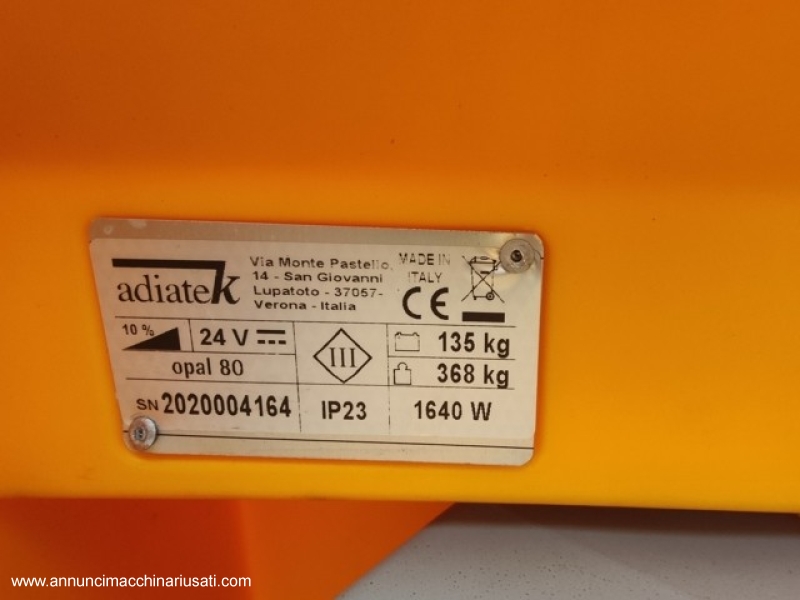 adiatek
Via Monte Pastello,
14 - San Giovanni
Lupatoto - 37057-
Verona - Italia
MADE IN
ITALY
CE
10 %
24 V
opal 80
SN 2020004164
III
IP23
135 kg
368 kg
1640 W
www.annuncimacchinariusati.com